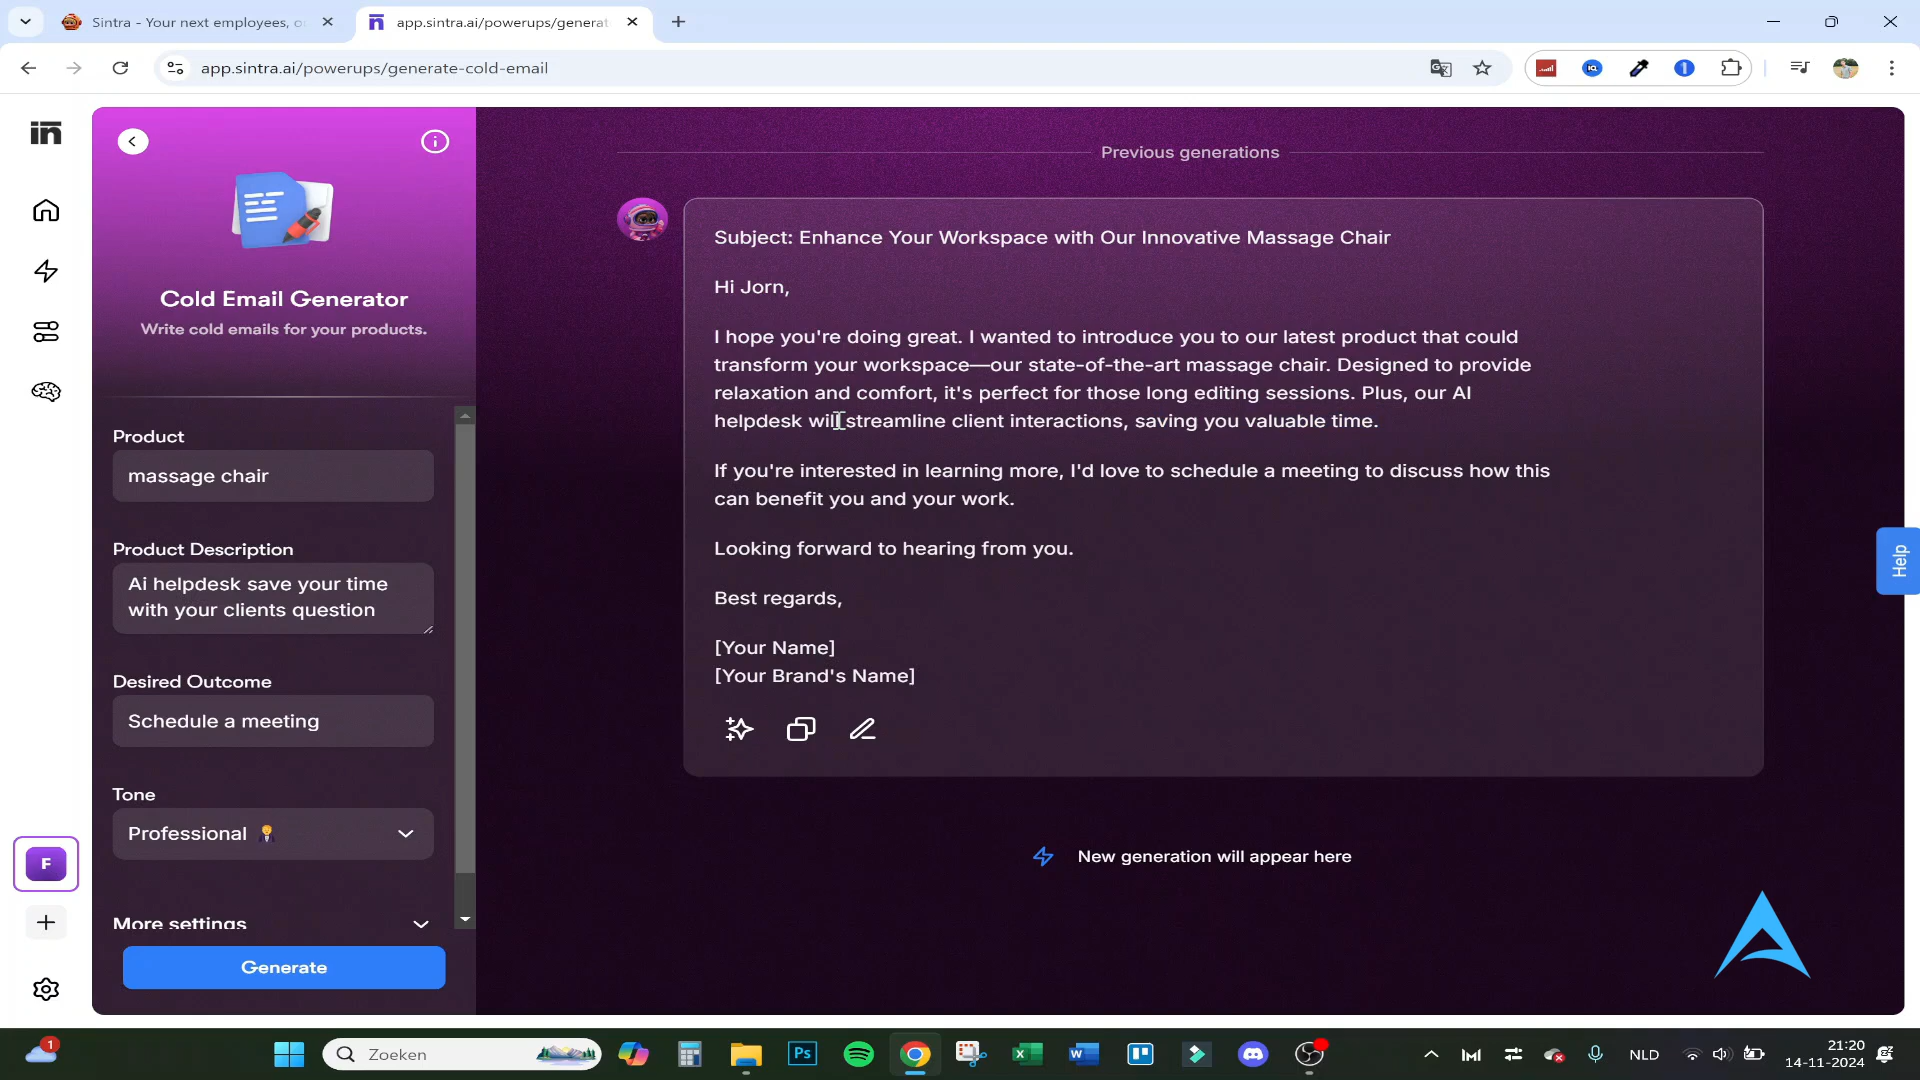 Sintra - Your next employees, o
app.sintra.ai/powerups/generat
app.sintra.ai/powerups/generate-cold-email
in
Cold Email Generator
Write cold emails for your products.
Product
massage chair
Product Description
Ai helpdesk save your time
with your clients question
Desired Outcome
Schedule a meeting
Tone
Professional
More settings
Generate
F
Previous generations
Subject: Enhance Your Workspace with Our Innovative Massage Chair
Hi Jorn,
I hope you're doing great. I wanted to introduce you to our latest product that could
transform your workspace—our state-of-the-art massage chair. Designed to provide
relaxation and comfort, it's perfect for those long editing sessions. Plus, our AI
helpdesk will streamline client interactions, saving you valuable time.
If you're interested in learning more, I'd love to schedule a meeting to discuss how this
can benefit you and your work.
Looking forward to hearing from you.
Best regards,
[Your Name]
[Your Brand's Name]
New generation will appear here
Help
1
Zoeken
Ps
NLD
21:20
14-11-2024